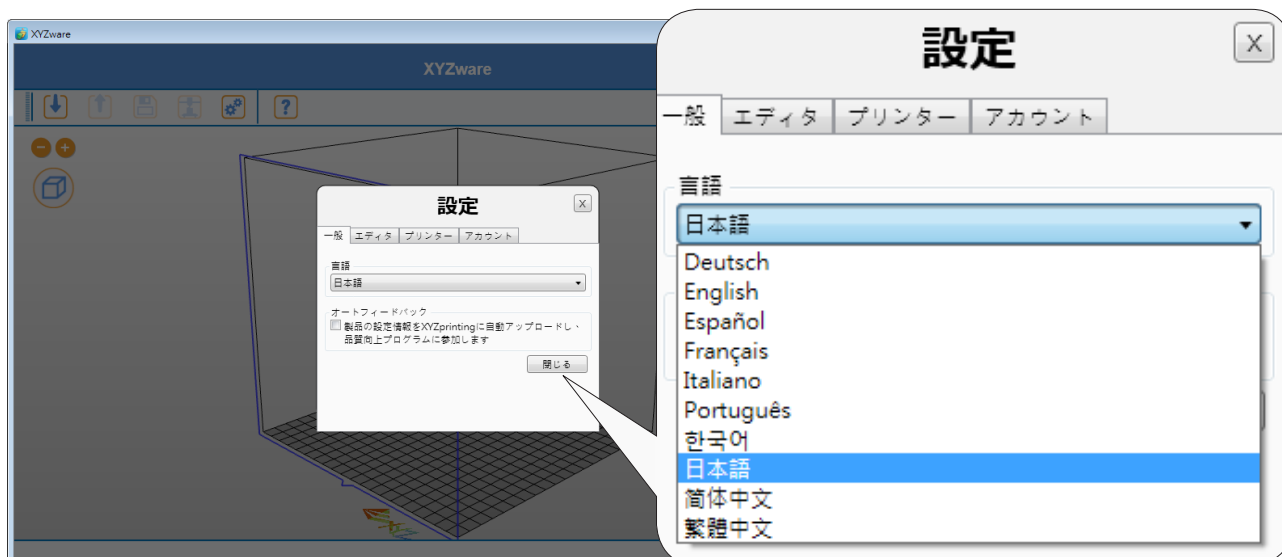 XYZware
XYZware
設定
X
一般 エディタ プリンター アカウント
言語
日本語
オートフィードバック
製品の設定情報をXYZprintingに自動アップロードし、
品質向上プログラムに参加します
閉じる
設定
X
一般 エディタ プリンター アカウント
言語
日本語
Deutsch
English
Español
Français
Italiano
Português
한국어
日本語
简体中文
繁體中文